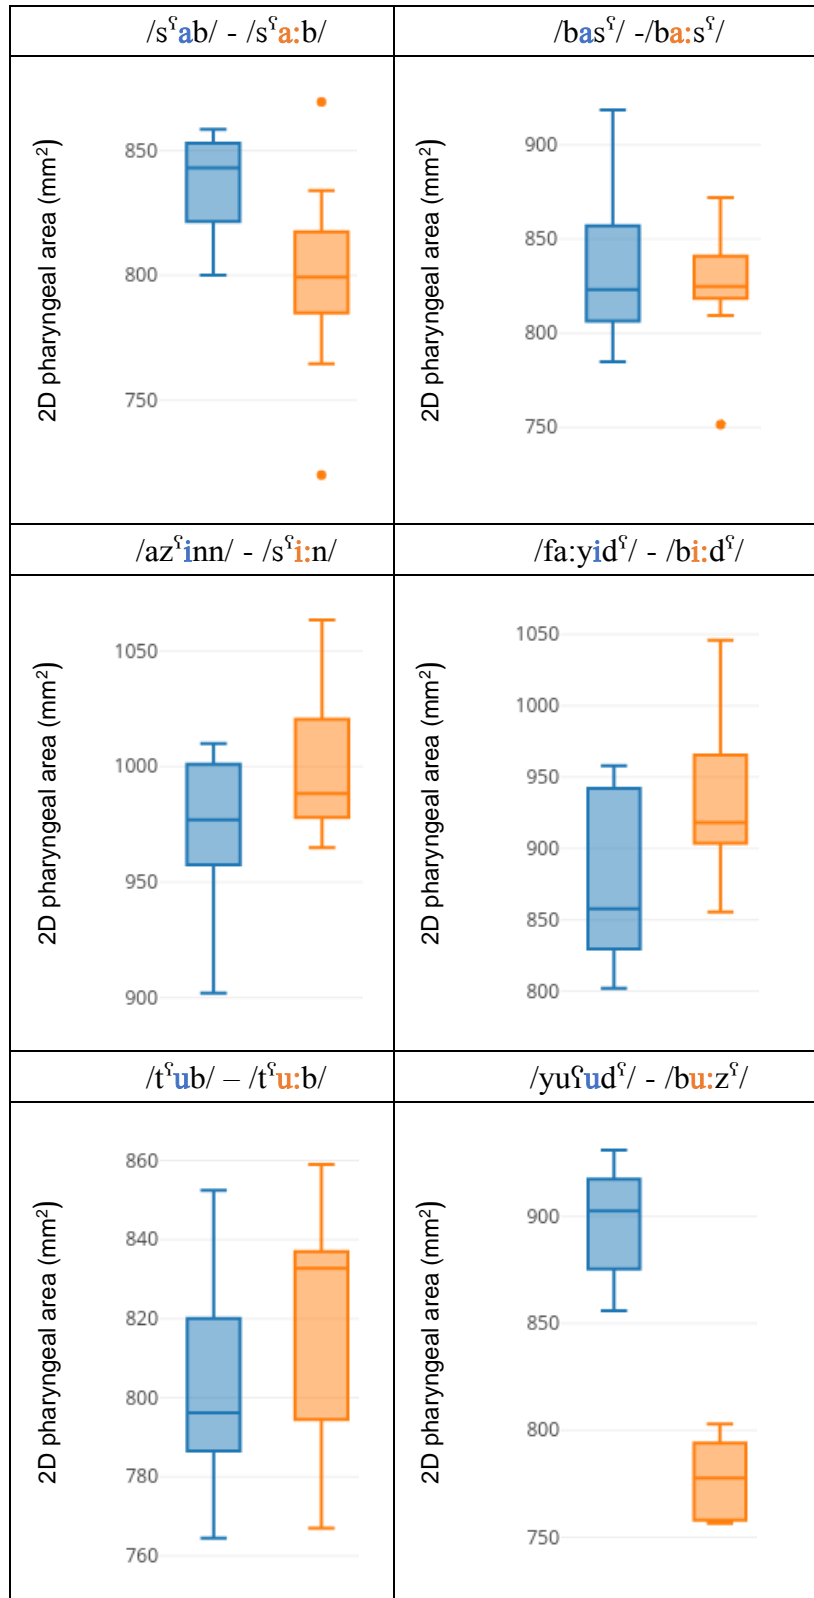 /sˤab/ - /sˤa:b/
/basˤ/ -/ba:sˤ/
2D pharyngeal area (mm²)
850
800
750
2D pharyngeal area (mm²)
900
850
800
750
/azˤinn/ - /sˤi:n/
/fa:yidˤ/ - /bi:dˤ/
2D pharyngeal area (mm²)
1050
1000
950
900
2D pharyngeal area (mm²)
1050
1000
950
900
850
800
/tˤub/ – /tˤu:b/
/yuʕudˤ/ - /bu:zˤ/
2D pharyngeal area (mm²)
860
840
820
800
780
760
2D pharyngeal area (mm²)
900
850
800
750